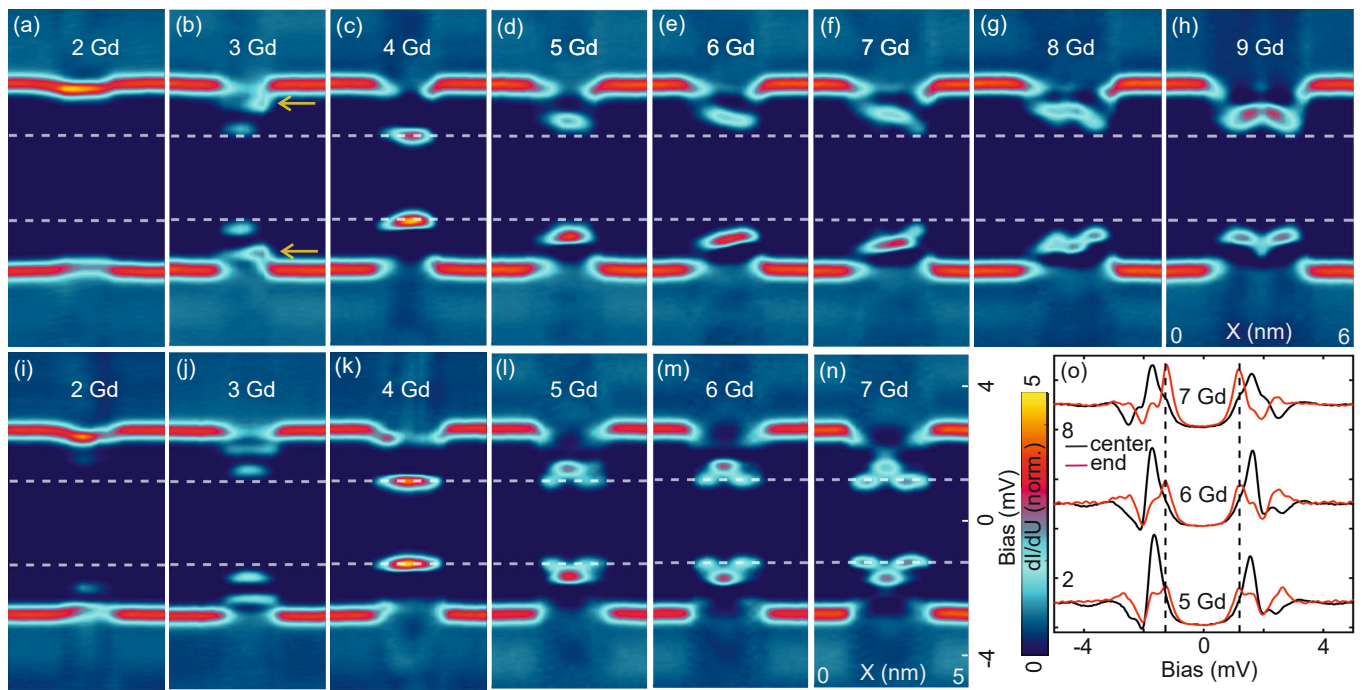 (a) (b) (c) (d) (e) (f) (g) (h)
2 Gd 3 Gd 4 Gd 5 Gd 6 Gd 7 Gd 8 Gd 9 Gd
0 X (nm) 6
(i) (j) (k) (l) (m) (n) (o)
2 Gd 3 Gd 4 Gd 5 Gd 6 Gd 7 Gd
0 X (nm) 5
4
0
-4
Bias (mV)
5
dI/dU (norm.)
0
7 Gd
8
center
end
6 Gd
2
5 Gd
-4 0 4
Bias (mV)